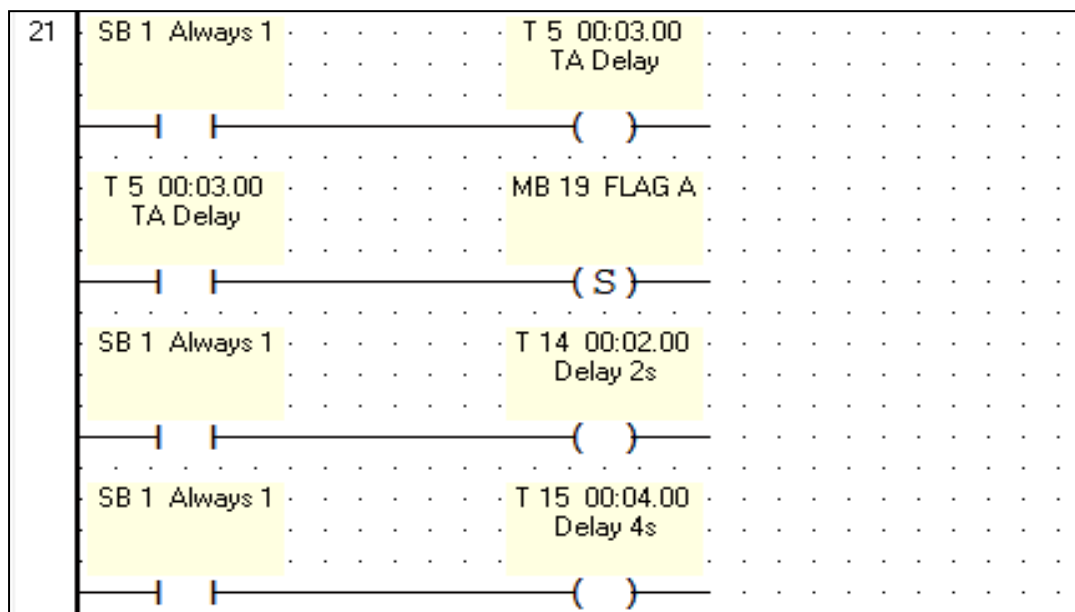 21
SB 1 Always 1
T 5 00:03.00
TA Delay
T 5 00:03.00
TA Delay
MB 19 FLAG A
S
SB 1 Always 1
T 14 00:02.00
Delay 2s
SB 1 Always 1
T 15 00:04.00
Delay 4s